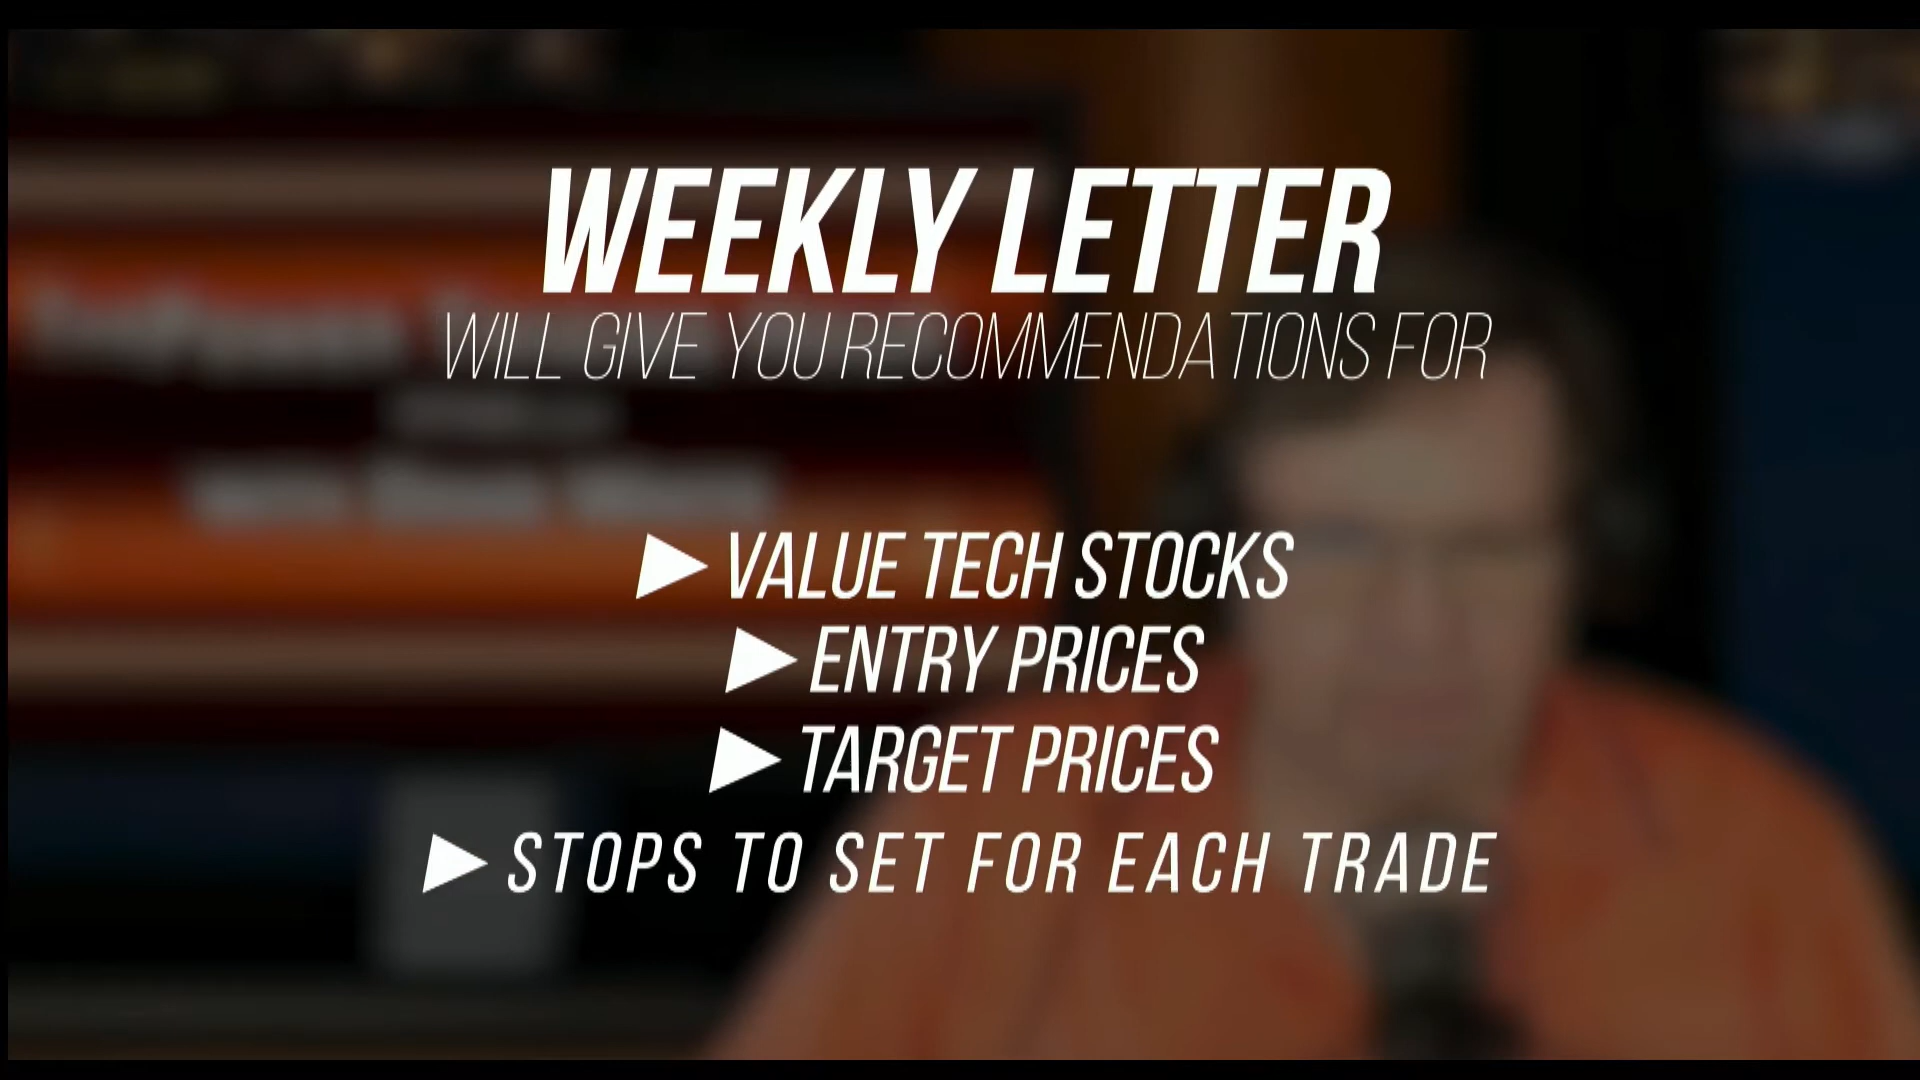 WEEKLY LETTER
WILL GIVE YOU RECOMMENDATIONS FOR
▶ VALUE TECH STOCKS
▶ ENTRY PRICES
▶ TARGET PRICES
▶ STOPS TO SET FOR EACH TRADE